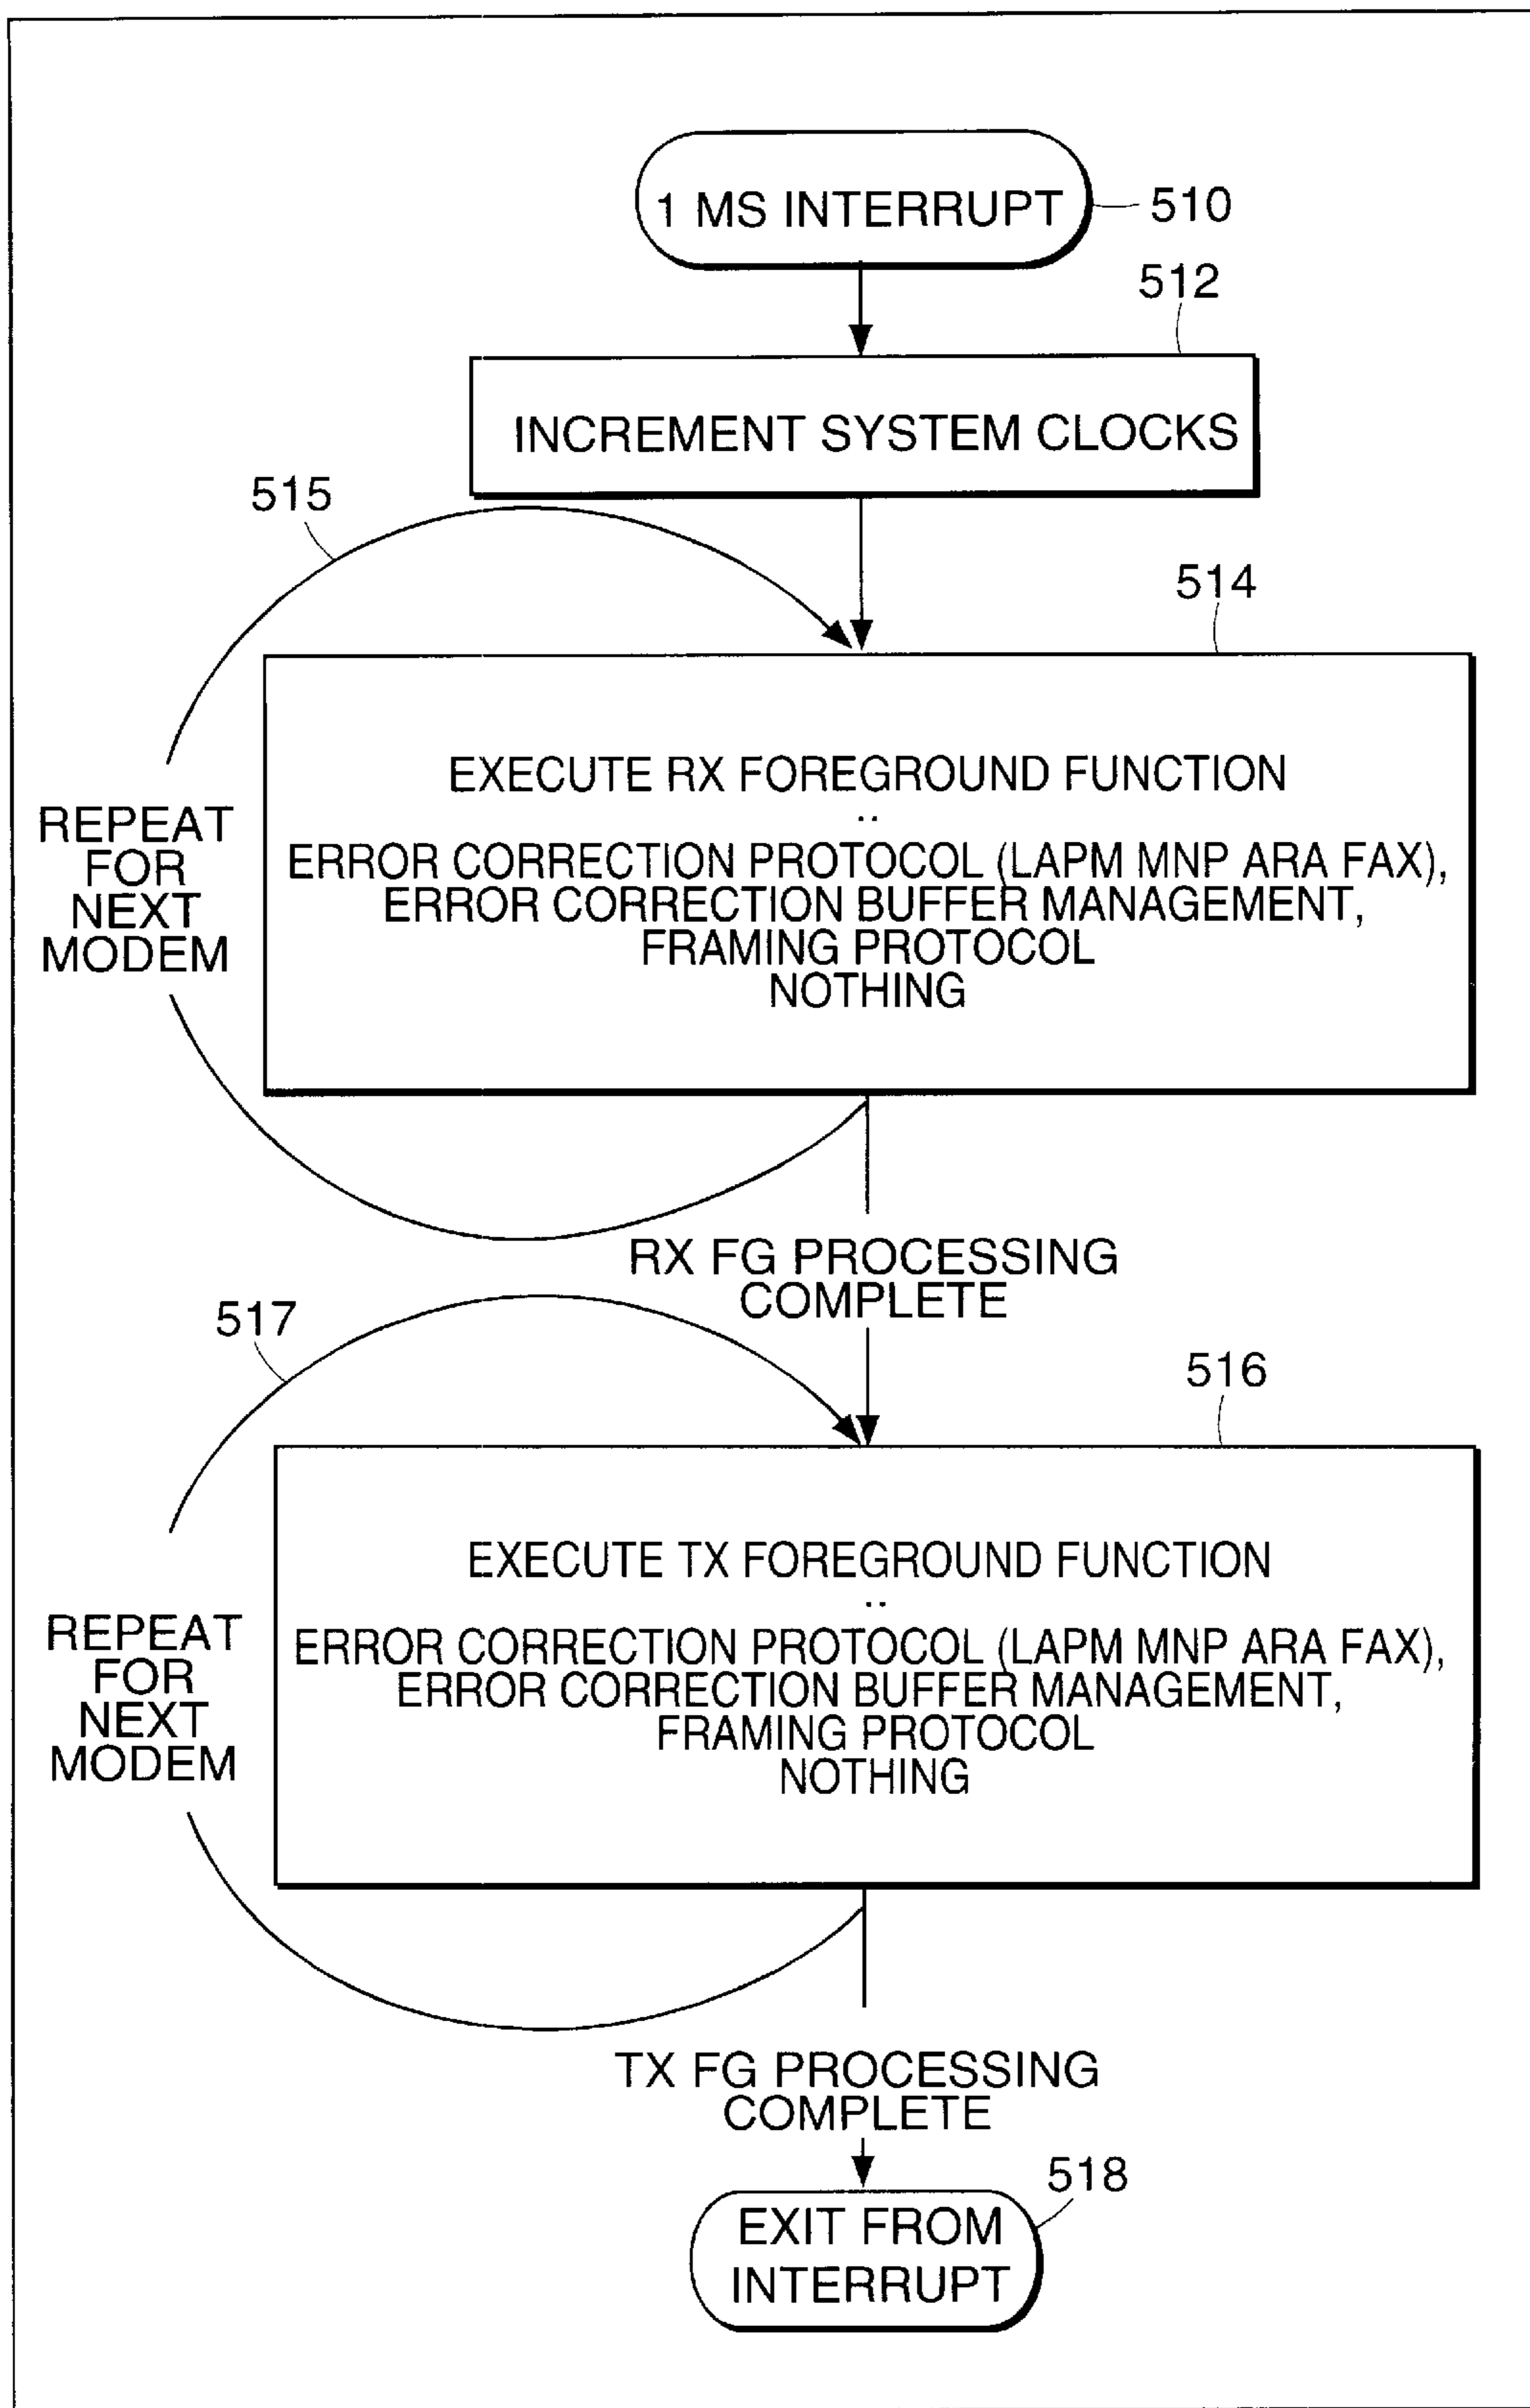 1 MS INTERRUPT
510
512
INCREMENT SYSTEM CLOCKS
515
514
EXECUTE RX FOREGROUND FUNCTION
..
ERROR CORRECTION PROTOCOL (LAPM MNP ARA FAX),
ERROR CORRECTION BUFFER MANAGEMENT,
FRAMING PROTOCOL
NOTHING
REPEAT
FOR
NEXT
MODEM
RX FG PROCESSING
COMPLETE
517
516
EXECUTE TX FOREGROUND FUNCTION
..
ERROR CORRECTION PROTOCOL (LAPM MNP ARA FAX),
ERROR CORRECTION BUFFER MANAGEMENT,
FRAMING PROTOCOL
NOTHING
REPEAT
FOR
NEXT
MODEM
TX FG PROCESSING
COMPLETE
518
EXIT FROM
INTERRUPT